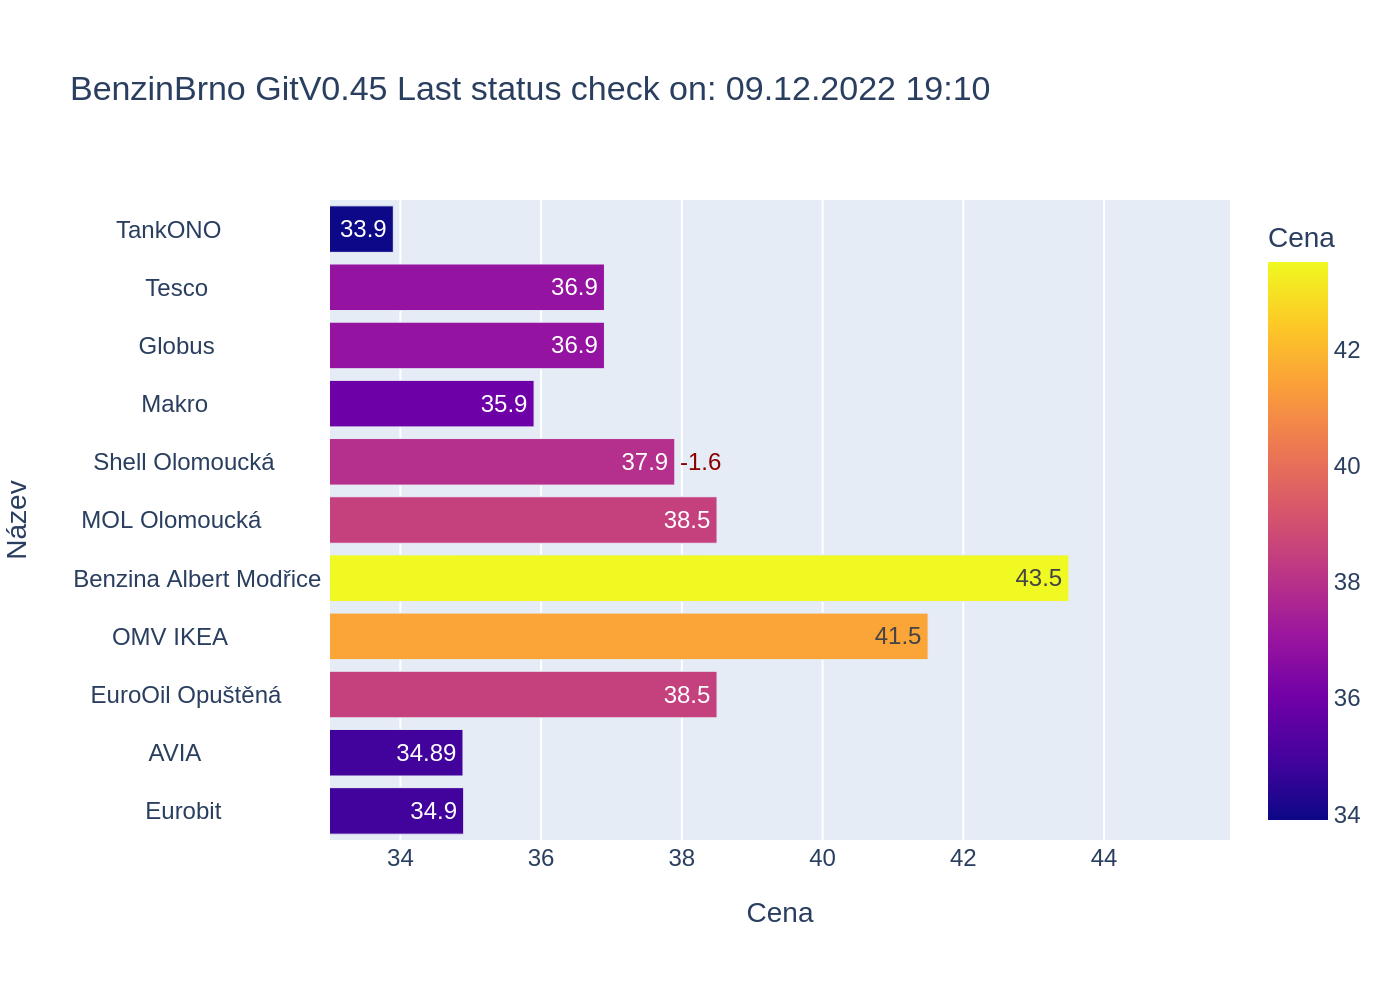 BenzinBrno GitV0.45 Last status check on: 09.12.2022 19:10
Cena
TankONO 33.9
Tesco 36.9
Globus 36.9
Makro 35.9
Shell Olomoucká 37.9 -1.6
MOL Olomoucká 38.5
Benzina Albert Modřice 43.5
OMV IKEA 41.5
EuroOil Opuštěná 38.5
AVIA 34.89
Eurobit 34.9
Název
34 36 38 40 42 44
Cena
42
40
38
36
34